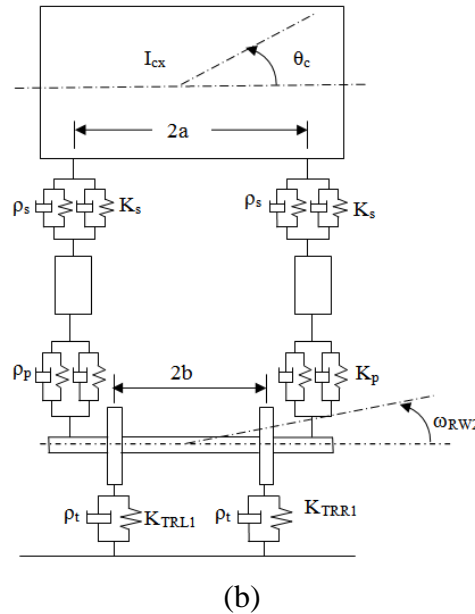 I_cx θ_c
2a
ρ_s K_s ρ_s K_s
ρ_p 2b K_p
ω_RW2
ρ_t K_TRL1 ρ_t K_TRR1
(b)